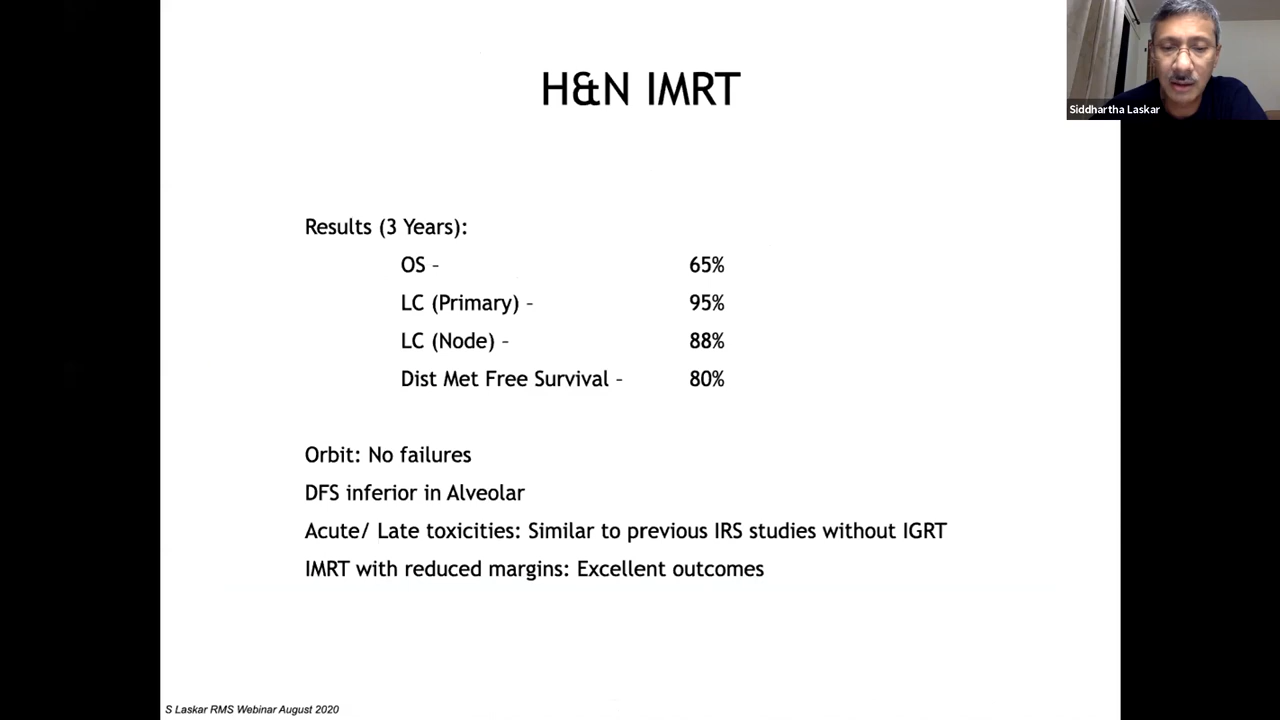 H&N IMRT
Siddhartha Laskar
Results (3 Years):
OS – 65%
LC (Primary) – 95%
LC (Node) – 88%
Dist Met Free Survival – 80%
Orbit: No failures
DFS inferior in Alveolar
Acute/ Late toxicities: Similar to previous IRS studies without IGRT
IMRT with reduced margins: Excellent outcomes
S Laskar RMS Webinar August 2020